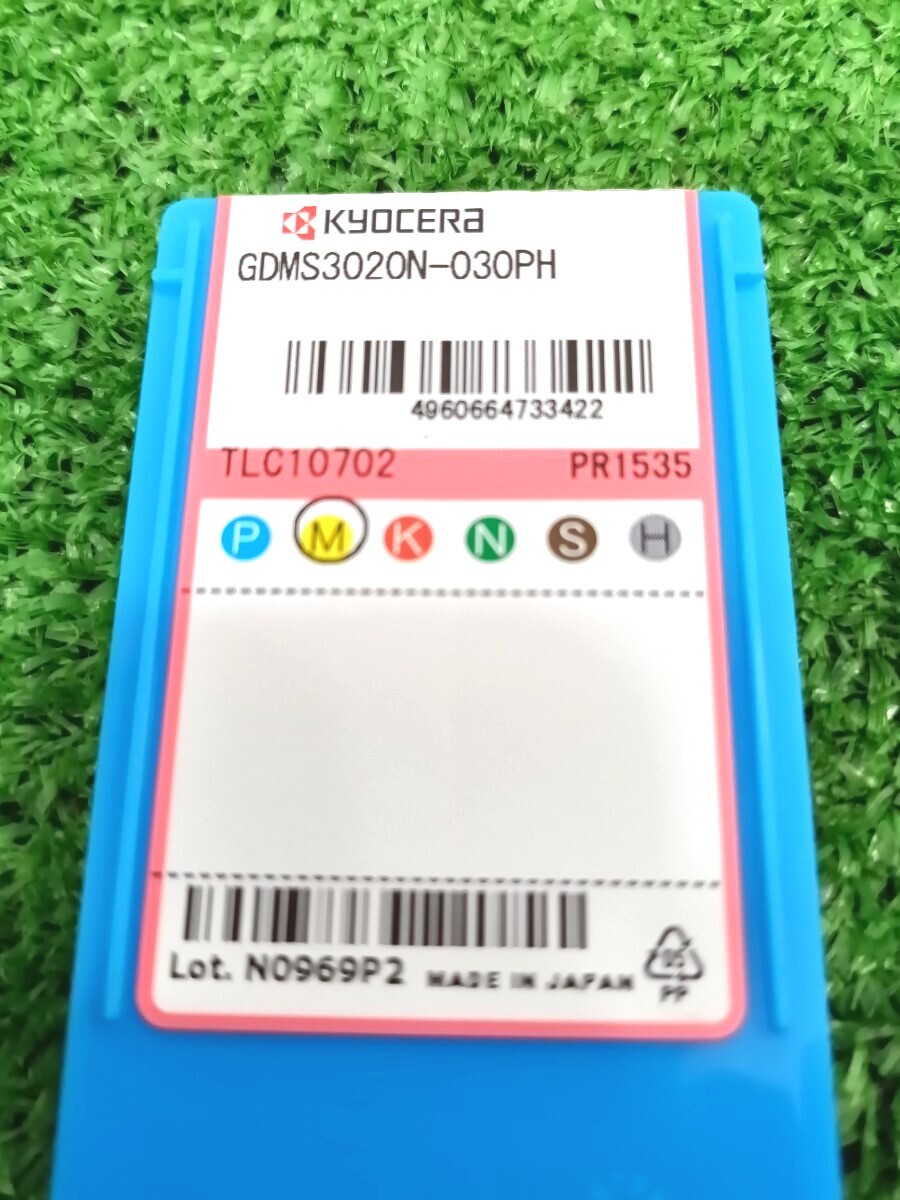 KYOCERA
GDMS3020N-030PH
4960664733422
TLC10702 PR1535
P M K N S H
Lot. N0969P2 MADE IN JAPAN
05
PP